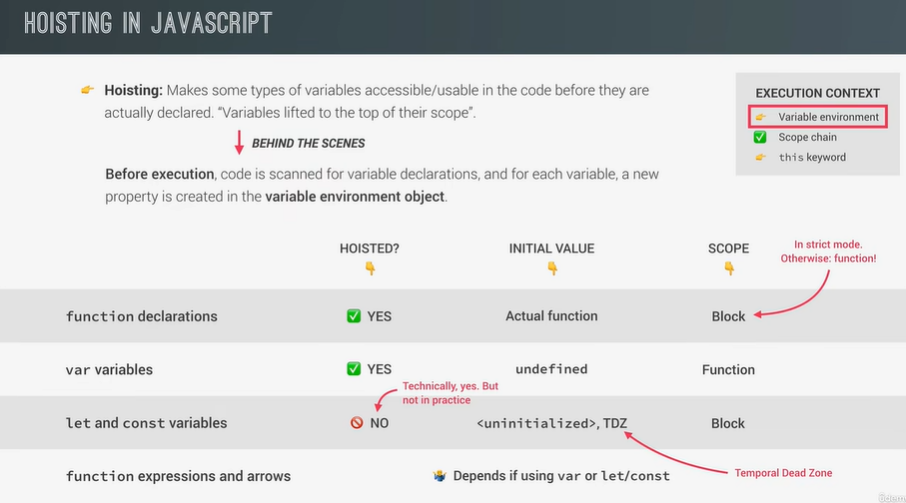 HOISTING IN JAVASCRIPT
👉 Hoisting: Makes some types of variables accessible/usable in the code before they are
actually declared. “Variables lifted to the top of their scope”.
BEHIND THE SCENES
Before execution, code is scanned for variable declarations, and for each variable, a new
property is created in the variable environment object.
EXECUTION CONTEXT
👉 Variable environment
✅ Scope chain
👉 this keyword
HOISTED? INITIAL VALUE SCOPE
👇 👇 👇
In strict mode.
Otherwise: function!
function declarations ✅ YES Actual function Block
var variables ✅ YES undefined Function
Technically, yes. But
not in practice
let and const variables 🚫 NO <uninitialized>, TDZ Block
Temporal Dead Zone
function expressions and arrows 🤷‍♂️ Depends if using var or let/const